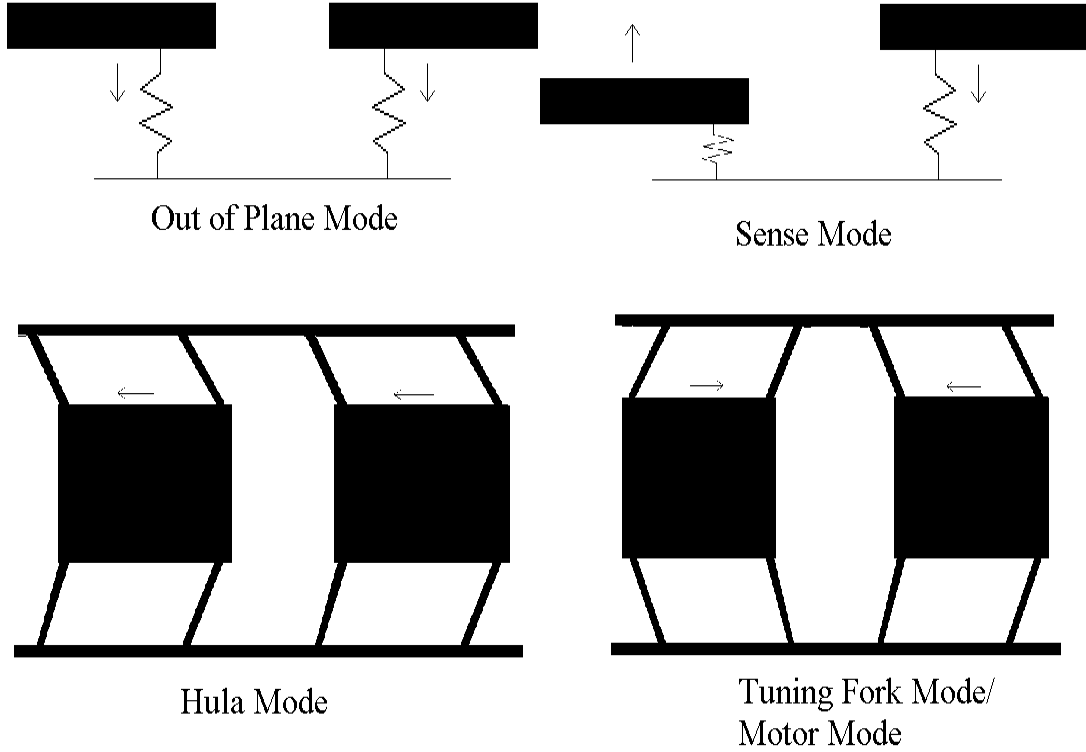 Out of Plane Mode
Sense Mode
Hula Mode
Tuning Fork Mode/
Motor Mode